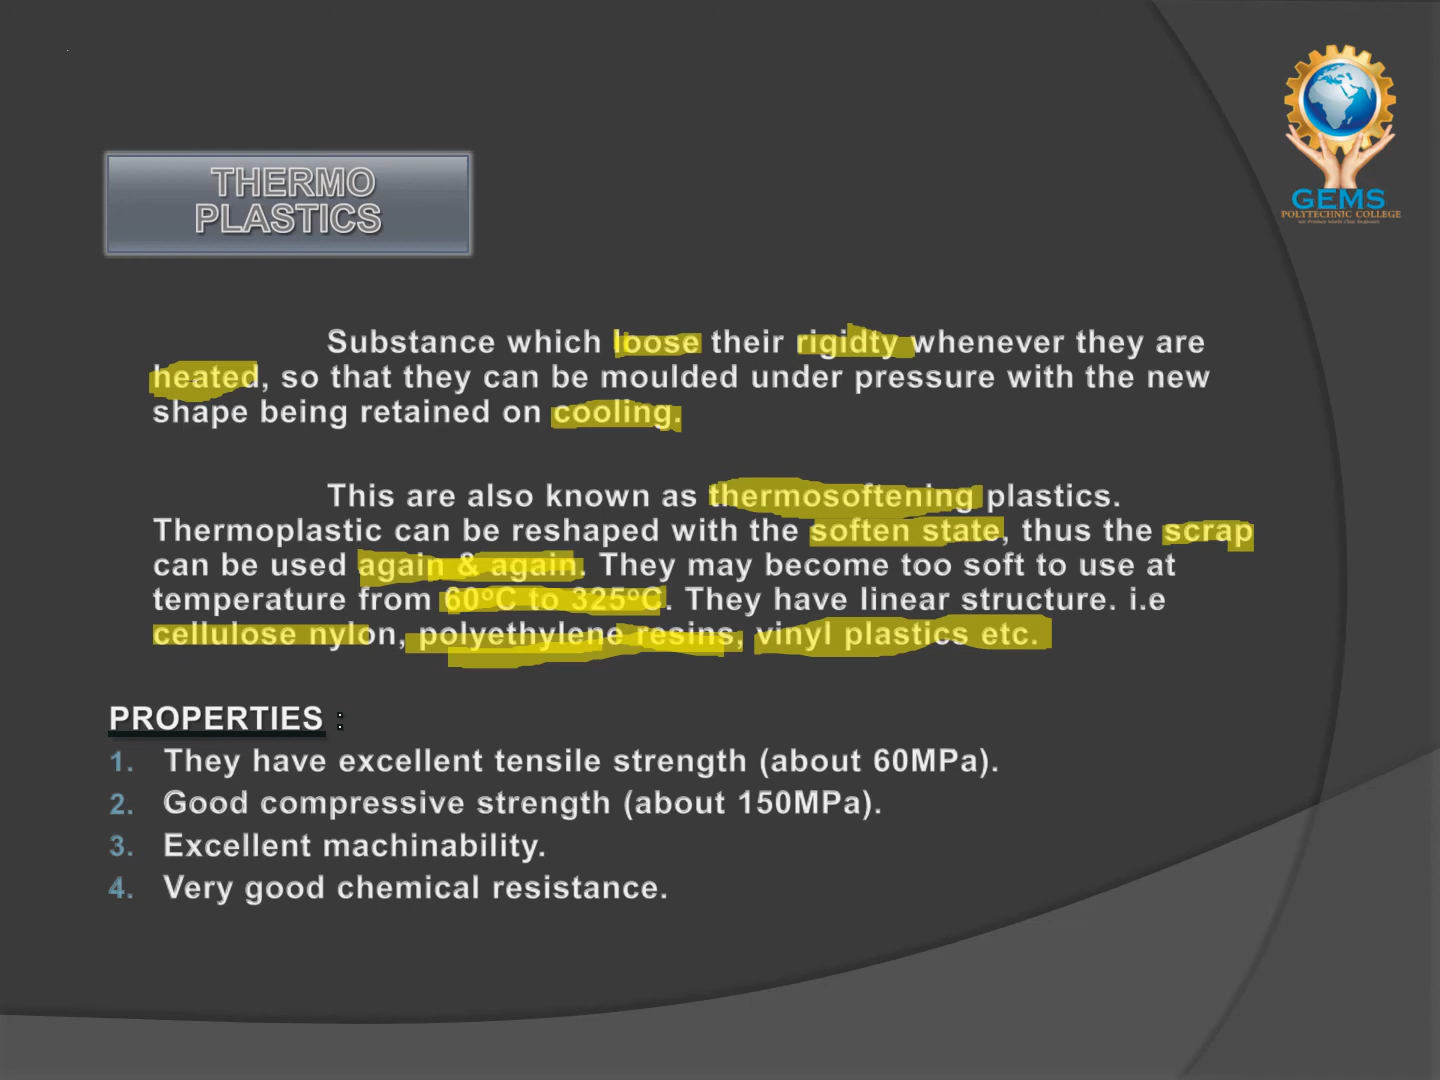 THERMO
PLASTICS
GEMS
POLYTECHNIC COLLEGE
Substance which loose their rigidty whenever they are
heated, so that they can be moulded under pressure with the new
shape being retained on cooling.
This are also known as thermosoftening plastics.
Thermoplastic can be reshaped with the soften state, thus the scrap
can be used again & again. They may become too soft to use at
temperature from 60°C to 325°C. They have linear structure. i.e
cellulose nylon, polyethylene resins, vinyl plastics etc.
PROPERTIES :
1. They have excellent tensile strength (about 60MPa).
2. Good compressive strength (about 150MPa).
3. Excellent machinability.
4. Very good chemical resistance.